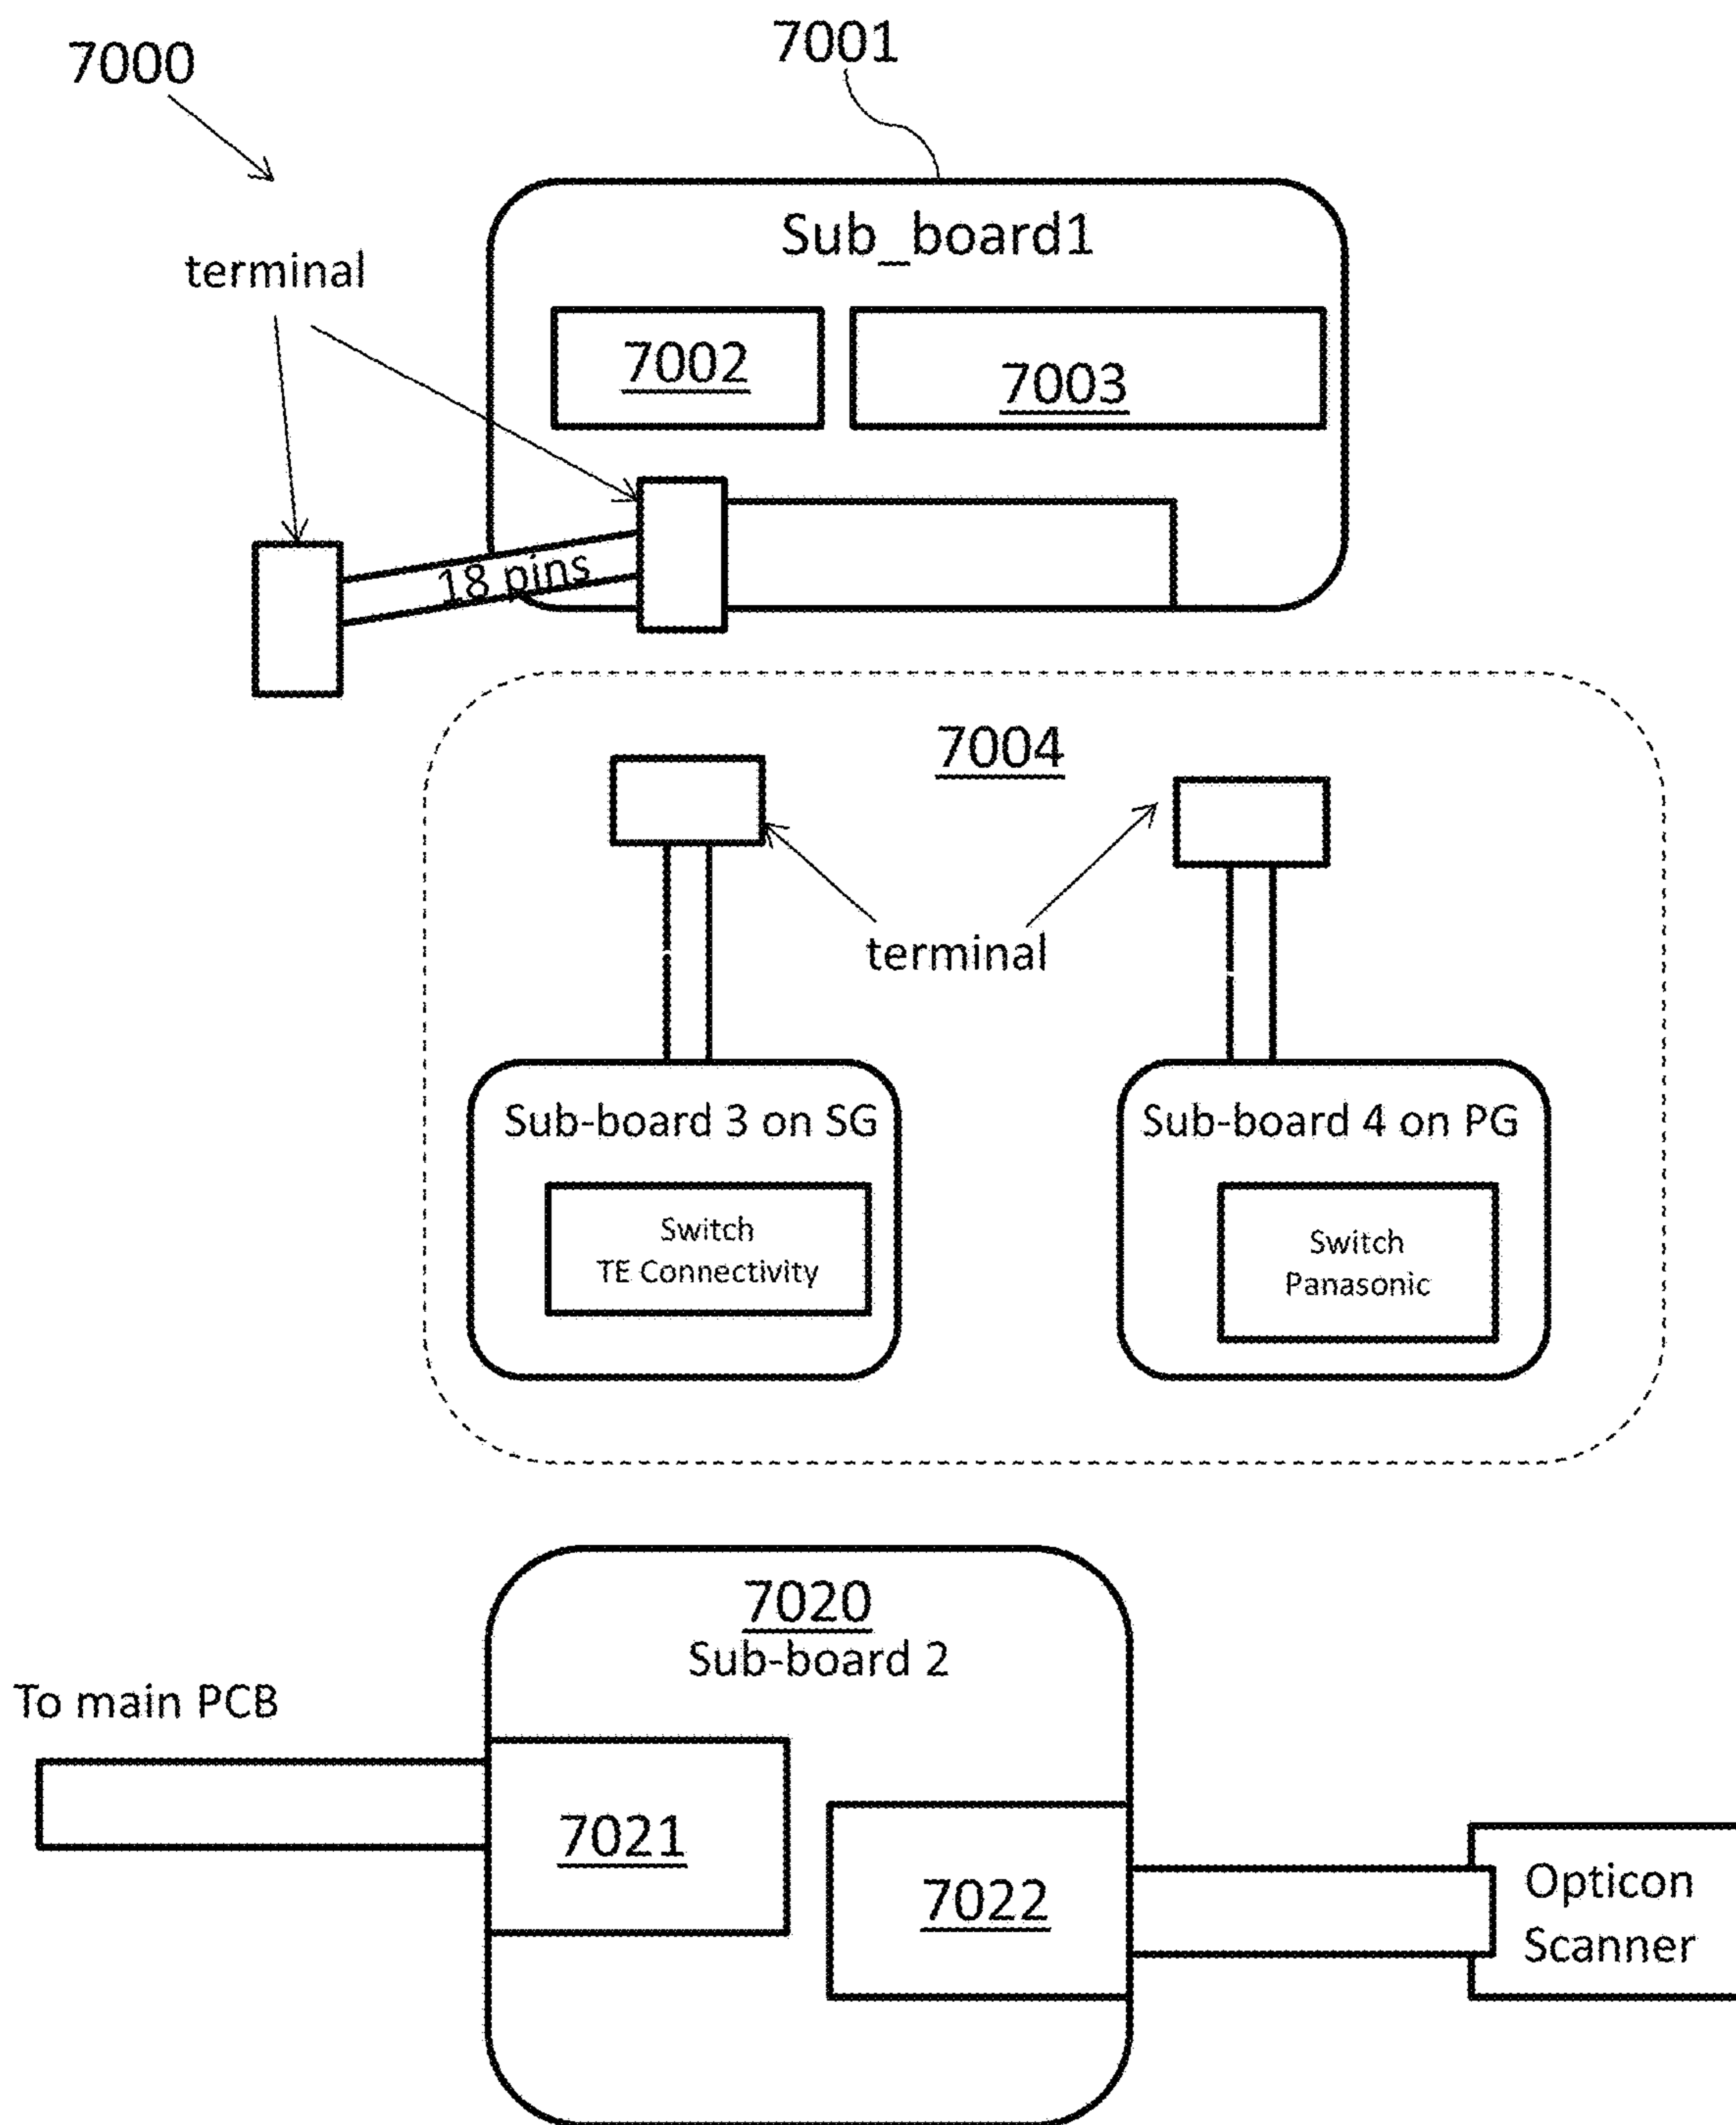 7000
7001
terminal
Sub_board1
7002
7003
18 pins
7004
terminal
Sub-board 3 on SG
Switch
TE Connectivity
Sub-board 4 on PG
Switch
Panasonic
7020
Sub-board 2
To main PCB
7021
7022
Opticon
Scanner